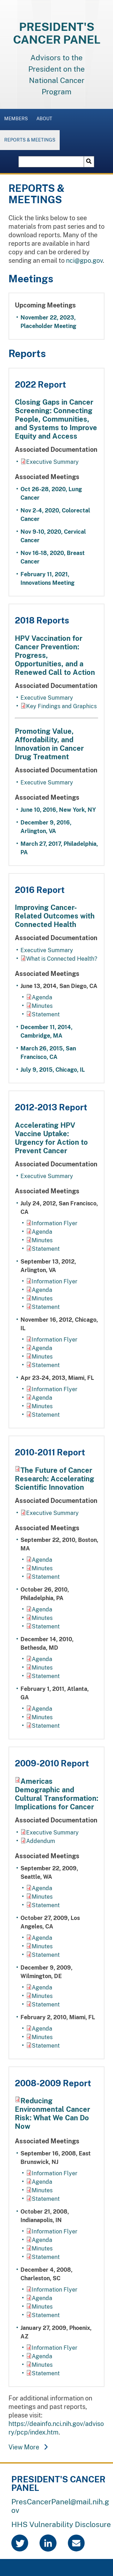 PRESIDENT'S
CANCER PANEL
Advisors to the
President on the
National Cancer
Program
MEMBERS ABOUT
REPORTS & MEETINGS
REPORTS &
MEETINGS
Click the links below to see
materials from past series and to
download reports. If the file is
archived, a hard copy or copies
can be ordered by
sending an e-mail to nci@gpo.gov.
Meetings
Upcoming Meetings
November 22, 2023,
Placeholder Meeting
Reports
2022 Report
Closing Gaps in Cancer
Screening: Connecting
People, Communities,
and Systems to Improve
Equity and Access
Associated Documentation
Executive Summary
Associated Meetings
Oct 26-28, 2020, Lung
Cancer
Nov 2-4, 2020, Colorectal
Cancer
Nov 9-10, 2020, Cervical
Cancer
Nov 16-18, 2020, Breast
Cancer
February 11, 2021,
Innovations Meeting
2018 Reports
HPV Vaccination for
Cancer Prevention:
Progress,
Opportunities, and a
Renewed Call to Action
Associated Documentation
Executive Summary
Key Findings and Graphics
Promoting Value,
Affordability, and
Innovation in Cancer
Drug Treatment
Associated Documentation
Executive Summary
Associated Meetings
June 10, 2016, New York, NY
December 9, 2016,
Arlington, VA
March 27, 2017, Philadelphia,
PA
2016 Report
Improving Cancer-
Related Outcomes with
Connected Health
Associated Documentation
Executive Summary
What is Connected Health?
Associated Meetings
June 13, 2014, San Diego, CA
Agenda
Minutes
Statement
December 11, 2014,
Cambridge, MA
March 26, 2015, San
Francisco, CA
July 9, 2015, Chicago, IL
2012-2013 Report
Accelerating HPV
Vaccine Uptake:
Urgency for Action to
Prevent Cancer
Associated Documentation
Executive Summary
Associated Meetings
July 24, 2012, San Francisco,
CA
Information Flyer
Agenda
Minutes
Statement
September 13, 2012,
Arlington, VA
Information Flyer
Agenda
Minutes
Statement
November 16, 2012, Chicago,
IL
Information Flyer
Agenda
Minutes
Statement
Apr 23-24, 2013, Miami, FL
Information Flyer
Agenda
Minutes
Statement
2010-2011 Report
The Future of Cancer
Research: Accelerating
Scientific Innovation
Associated Documentation
Executive Summary
Associated Meetings
September 22, 2010, Boston,
MA
Agenda
Minutes
Statement
October 26, 2010,
Philadelphia, PA
Agenda
Minutes
Statement
December 14, 2010,
Bethesda, MD
Agenda
Minutes
Statement
February 1, 2011, Atlanta,
GA
Agenda
Minutes
Statement
2009-2010 Report
Americas
Demographic and
Cultural Transformation:
Implications for Cancer
Associated Documentation
Executive Summary
Addendum
Associated Meetings
September 22, 2009,
Seattle, WA
Agenda
Minutes
Statement
October 27, 2009, Los
Angeles, CA
Agenda
Minutes
Statement
December 9, 2009,
Wilmington, DE
Agenda
Minutes
Statement
February 2, 2010, Miami, FL
Agenda
Minutes
Statement
2008-2009 Report
Reducing
Environmental Cancer
Risk: What We Can Do
Now
Associated Meetings
September 16, 2008, East
Brunswick, NJ
Information Flyer
Agenda
Minutes
Statement
October 21, 2008,
Indianapolis, IN
Information Flyer
Agenda
Minutes
Statement
December 4, 2008,
Charleston, SC
Information Flyer
Agenda
Minutes
Statement
January 27, 2009, Phoenix,
AZ
Information Flyer
Agenda
Minutes
Statement
For additional information on
meetings and past reports,
please visit:
https://deainfo.nci.nih.gov/adviso
ry/pcp/index.htm.
View More
PRESIDENT'S CANCER
PANEL
PresCancerPanel@mail.nih.g
ov
HHS Vulnerability Disclosure